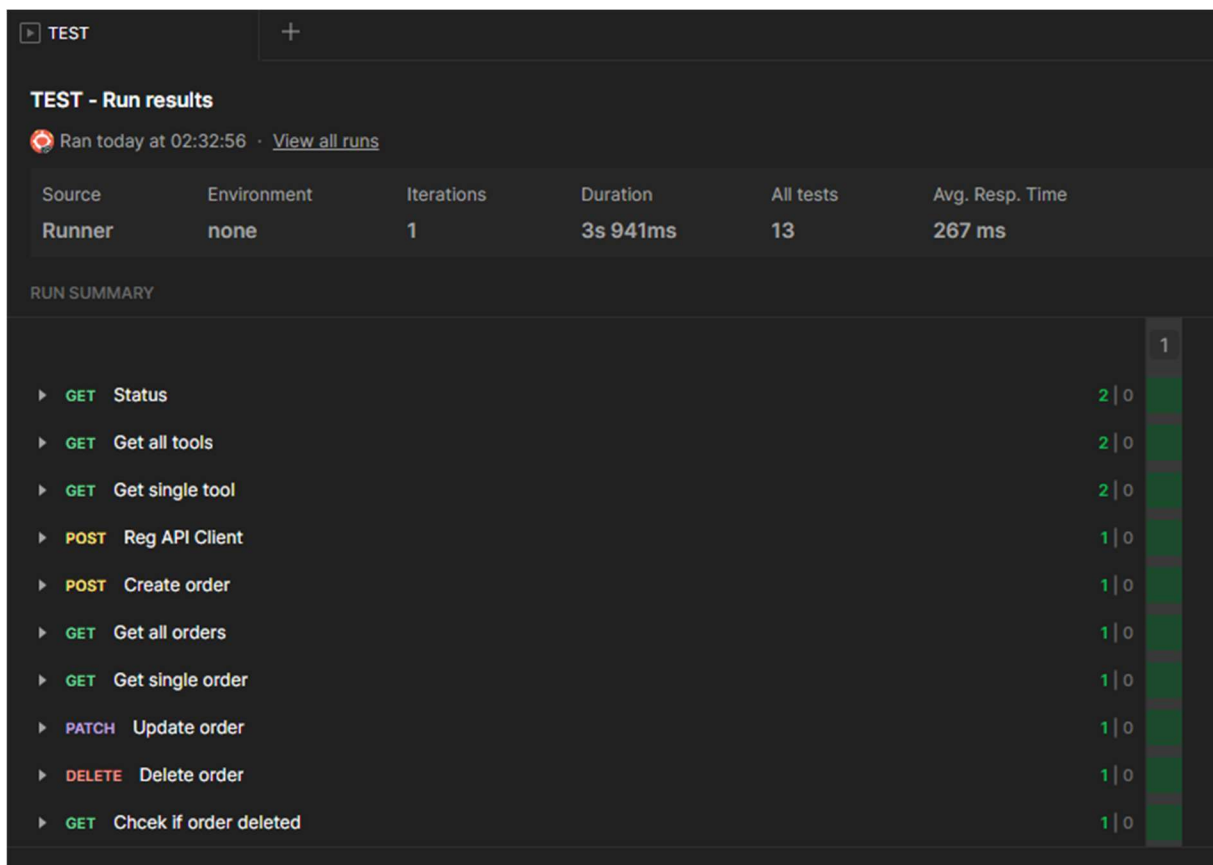 TEST +
TEST - Run results
Ran today at 02:32:56 · View all runs
Source Environment Iterations Duration All tests Avg. Resp. Time
Runner none 1 3s 941ms 13 267 ms
RUN SUMMARY
1
GET Status 2 | 0
GET Get all tools 2 | 0
GET Get single tool 2 | 0
POST Reg API Client 1 | 0
POST Create order 1 | 0
GET Get all orders 1 | 0
GET Get single order 1 | 0
PATCH Update order 1 | 0
DELETE Delete order 1 | 0
GET Chcek if order deleted 1 | 0